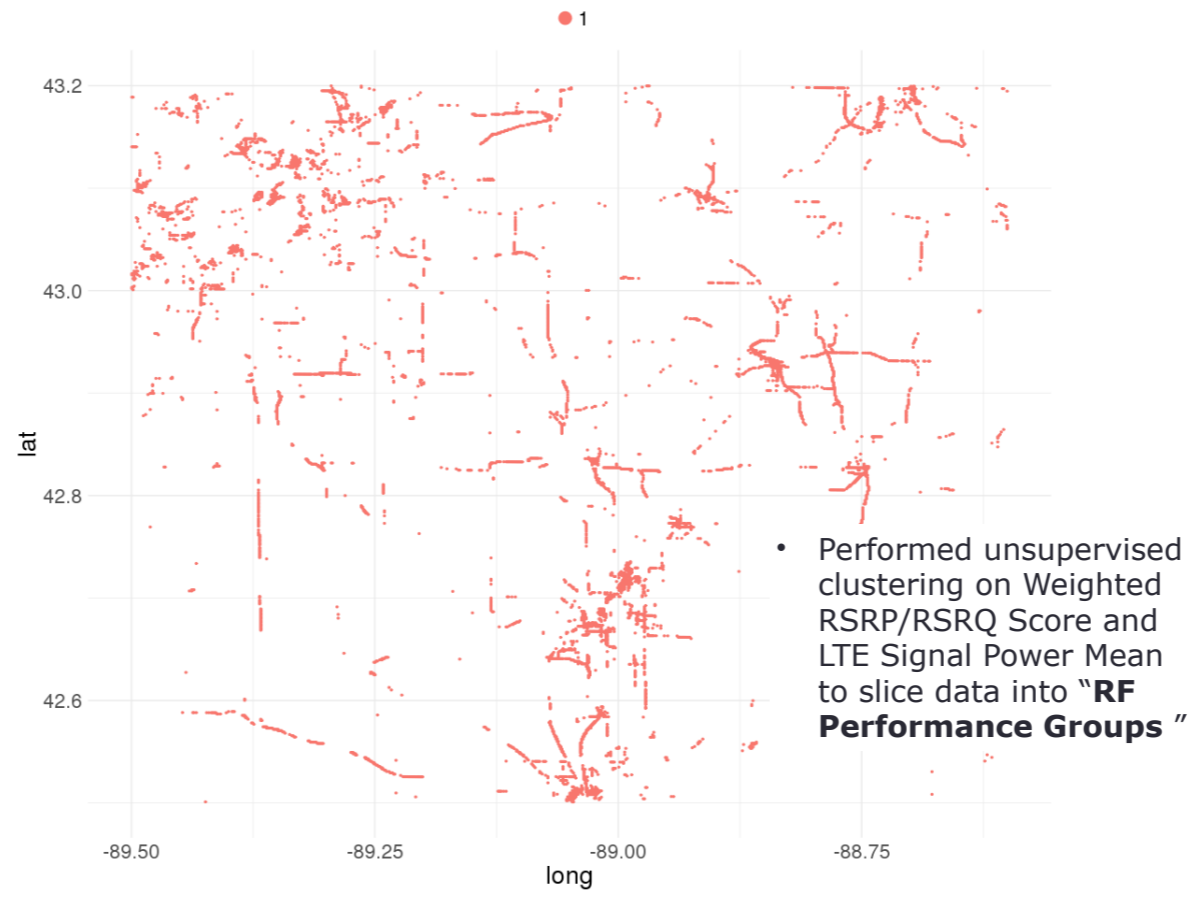 1
43.2
43.0
42.8
42.6
lat
-89.50 -89.25 -89.00 -88.75
long
• Performed unsupervised
clustering on Weighted
RSRP/RSRQ Score and
LTE Signal Power Mean
to slice data into “RF
Performance Groups ”